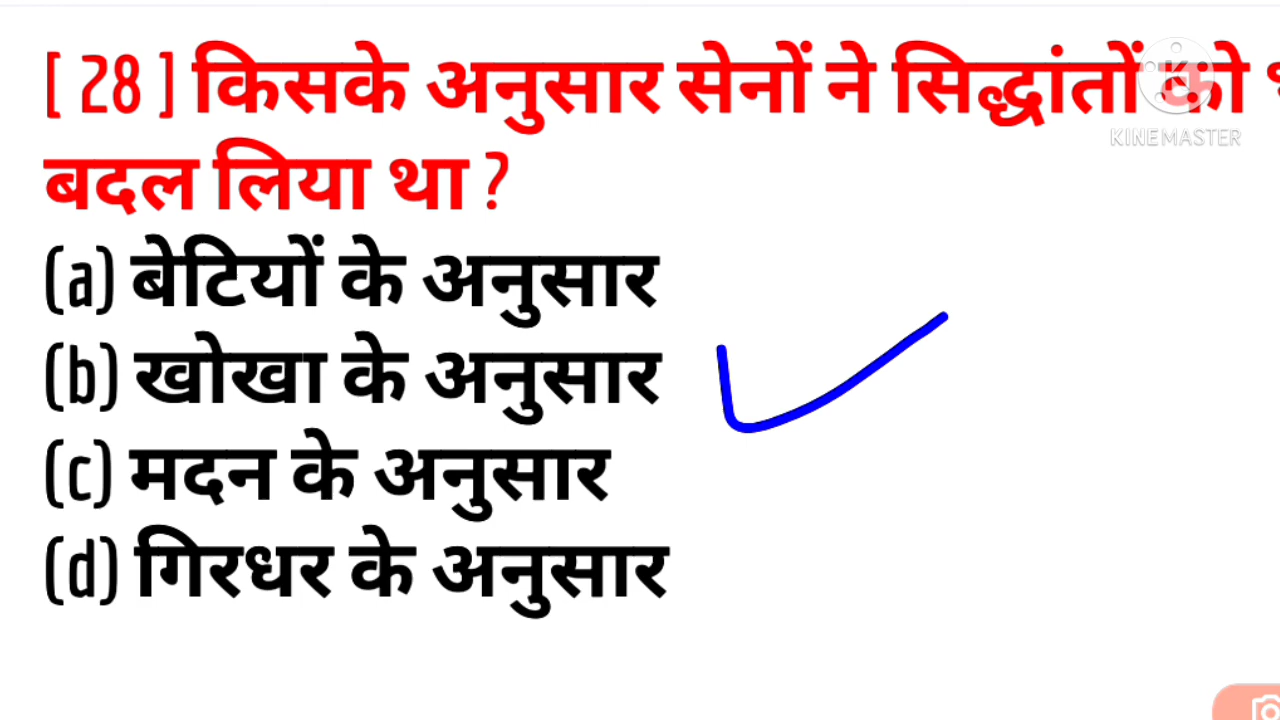 [ 28 ] किसके अनुसार सेनों ने सिद्धांतों को
KINEMASTER
बदल लिया था ?
(a) बेटियों के अनुसार
(b) खोखा के अनुसार
(c) मदन के अनुसार
(d) गिरधर के अनुसार